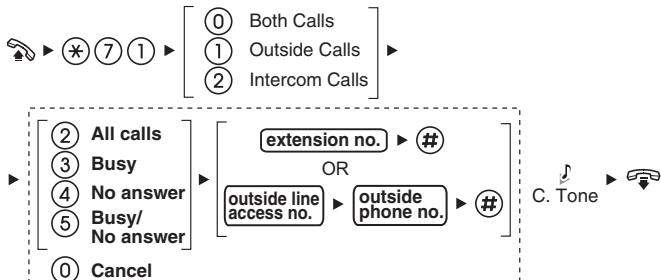 0 Both Calls
* 7 1
1 Outside Calls
2 Intercom Calls
2 All calls
3 Busy
4 No answer
5 Busy/
No answer
extension no. #
OR
outside line
access no.
outside
phone no.
#
C. Tone
0 Cancel